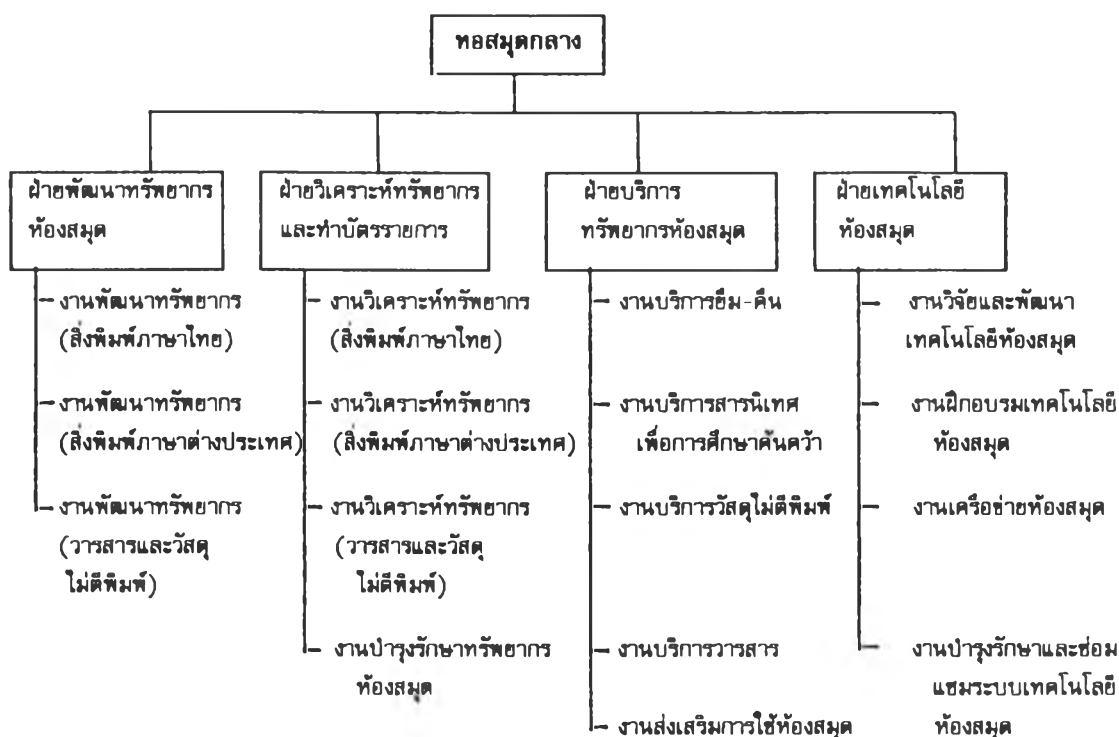 หอสมุดกลาง
ฝ่ายพัฒนาทรัพยากร
ห้องสมุด
ฝ่ายวิเคราะห์ทรัพยากร
และทำบัตรรายการ
ฝ่ายบริการ
ทรัพยากรห้องสมุด
ฝ่ายเทคโนโลยี
ห้องสมุด
งานพัฒนาทรัพยากร
(สิ่งพิมพ์ภาษาไทย)
งานพัฒนาทรัพยากร
(สิ่งพิมพ์ภาษาต่างประเทศ)
งานพัฒนาทรัพยากร
(วารสารและวัสดุ
ไม่ตีพิมพ์)
งานวิเคราะห์ทรัพยากร
(สิ่งพิมพ์ภาษาไทย)
งานวิเคราะห์ทรัพยากร
(สิ่งพิมพ์ภาษาต่างประเทศ)
งานวิเคราะห์ทรัพยากร
(วารสารและวัสดุ
ไม่ตีพิมพ์)
งานบำรุงรักษาทรัพยากร
ห้องสมุด
งานบริการยืม-คืน
งานบริการสารนิเทศ
เพื่อการศึกษาค้นคว้า
งานบริการวัสดุไม่ตีพิมพ์
งานบริการวารสาร
งานส่งเสริมการใช้ห้องสมุด
งานวิจัยและพัฒนา
เทคโนโลยีห้องสมุด
งานฝึกอบรมเทคโนโลยี
ห้องสมุด
งานเครือข่ายห้องสมุด
งานบำรุงรักษาและซ่อม
แซมระบบเทคโนโลยี
ห้องสมุด